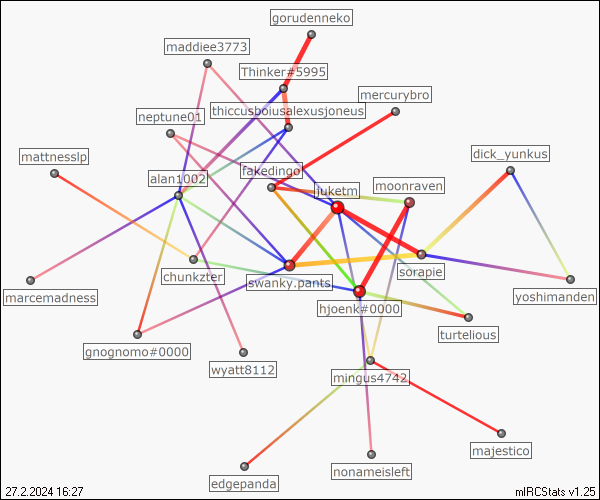 gorudenneko
maddiee3773
Thinker#5995
mercurybro
thiccusboiusalexusjoneus
neptune01
mattnesslp
dick_yunkus
fakedingo
alan1002
juketm
moonraven
sorapie
chunkzter
swanky.pants
marcemadness
yoshimanden
hjoenk#0000
turtelious
gnognomo#0000
wyatt8112
mingus4742
majestico
nonameisleft
edgepanda
27.2.2024 16:27
mIRCStats v1.25